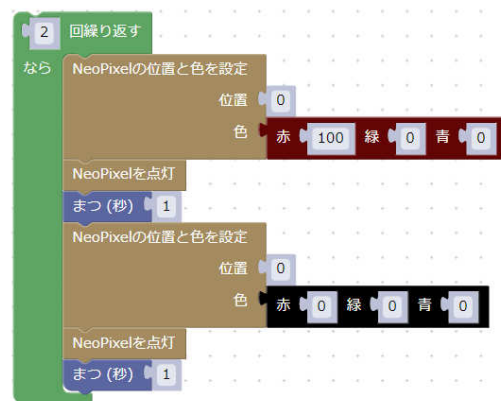 2 回繰り返す
なら NeoPixelの位置と色を設定
位置 0
色 赤 100 緑 0 青 0
NeoPixelを点灯
まつ (秒) 1
NeoPixelの位置と色を設定
位置 0
色 赤 0 緑 0 青 0
NeoPixelを点灯
まつ (秒) 1